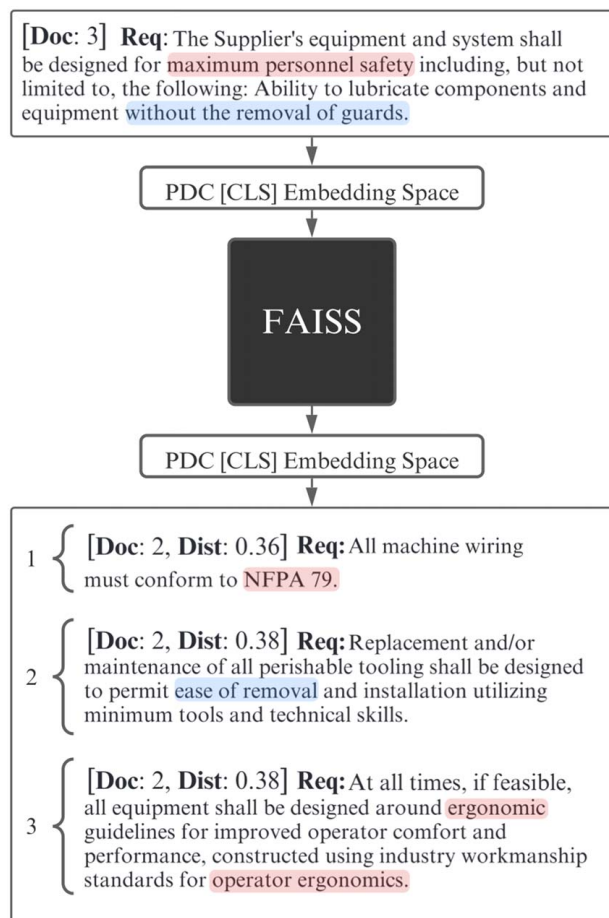 [Doc: 3] Req: The Supplier's equipment and system shall
be designed for maximum personnel safety including, but not
limited to, the following: Ability to lubricate components and
equipment without the removal of guards.
PDC [CLS] Embedding Space
FAISS
PDC [CLS] Embedding Space
1
[Doc: 2, Dist: 0.36] Req: All machine wiring
must conform to NFPA 79.
2
[Doc: 2, Dist: 0.38] Req: Replacement and/or
maintenance of all perishable tooling shall be designed
to permit ease of removal and installation utilizing
minimum tools and technical skills.
3
[Doc: 2, Dist: 0.38] Req: At all times, if feasible,
all equipment shall be designed around ergonomic
guidelines for improved operator comfort and
performance, constructed using industry workmanship
standards for operator ergonomics.